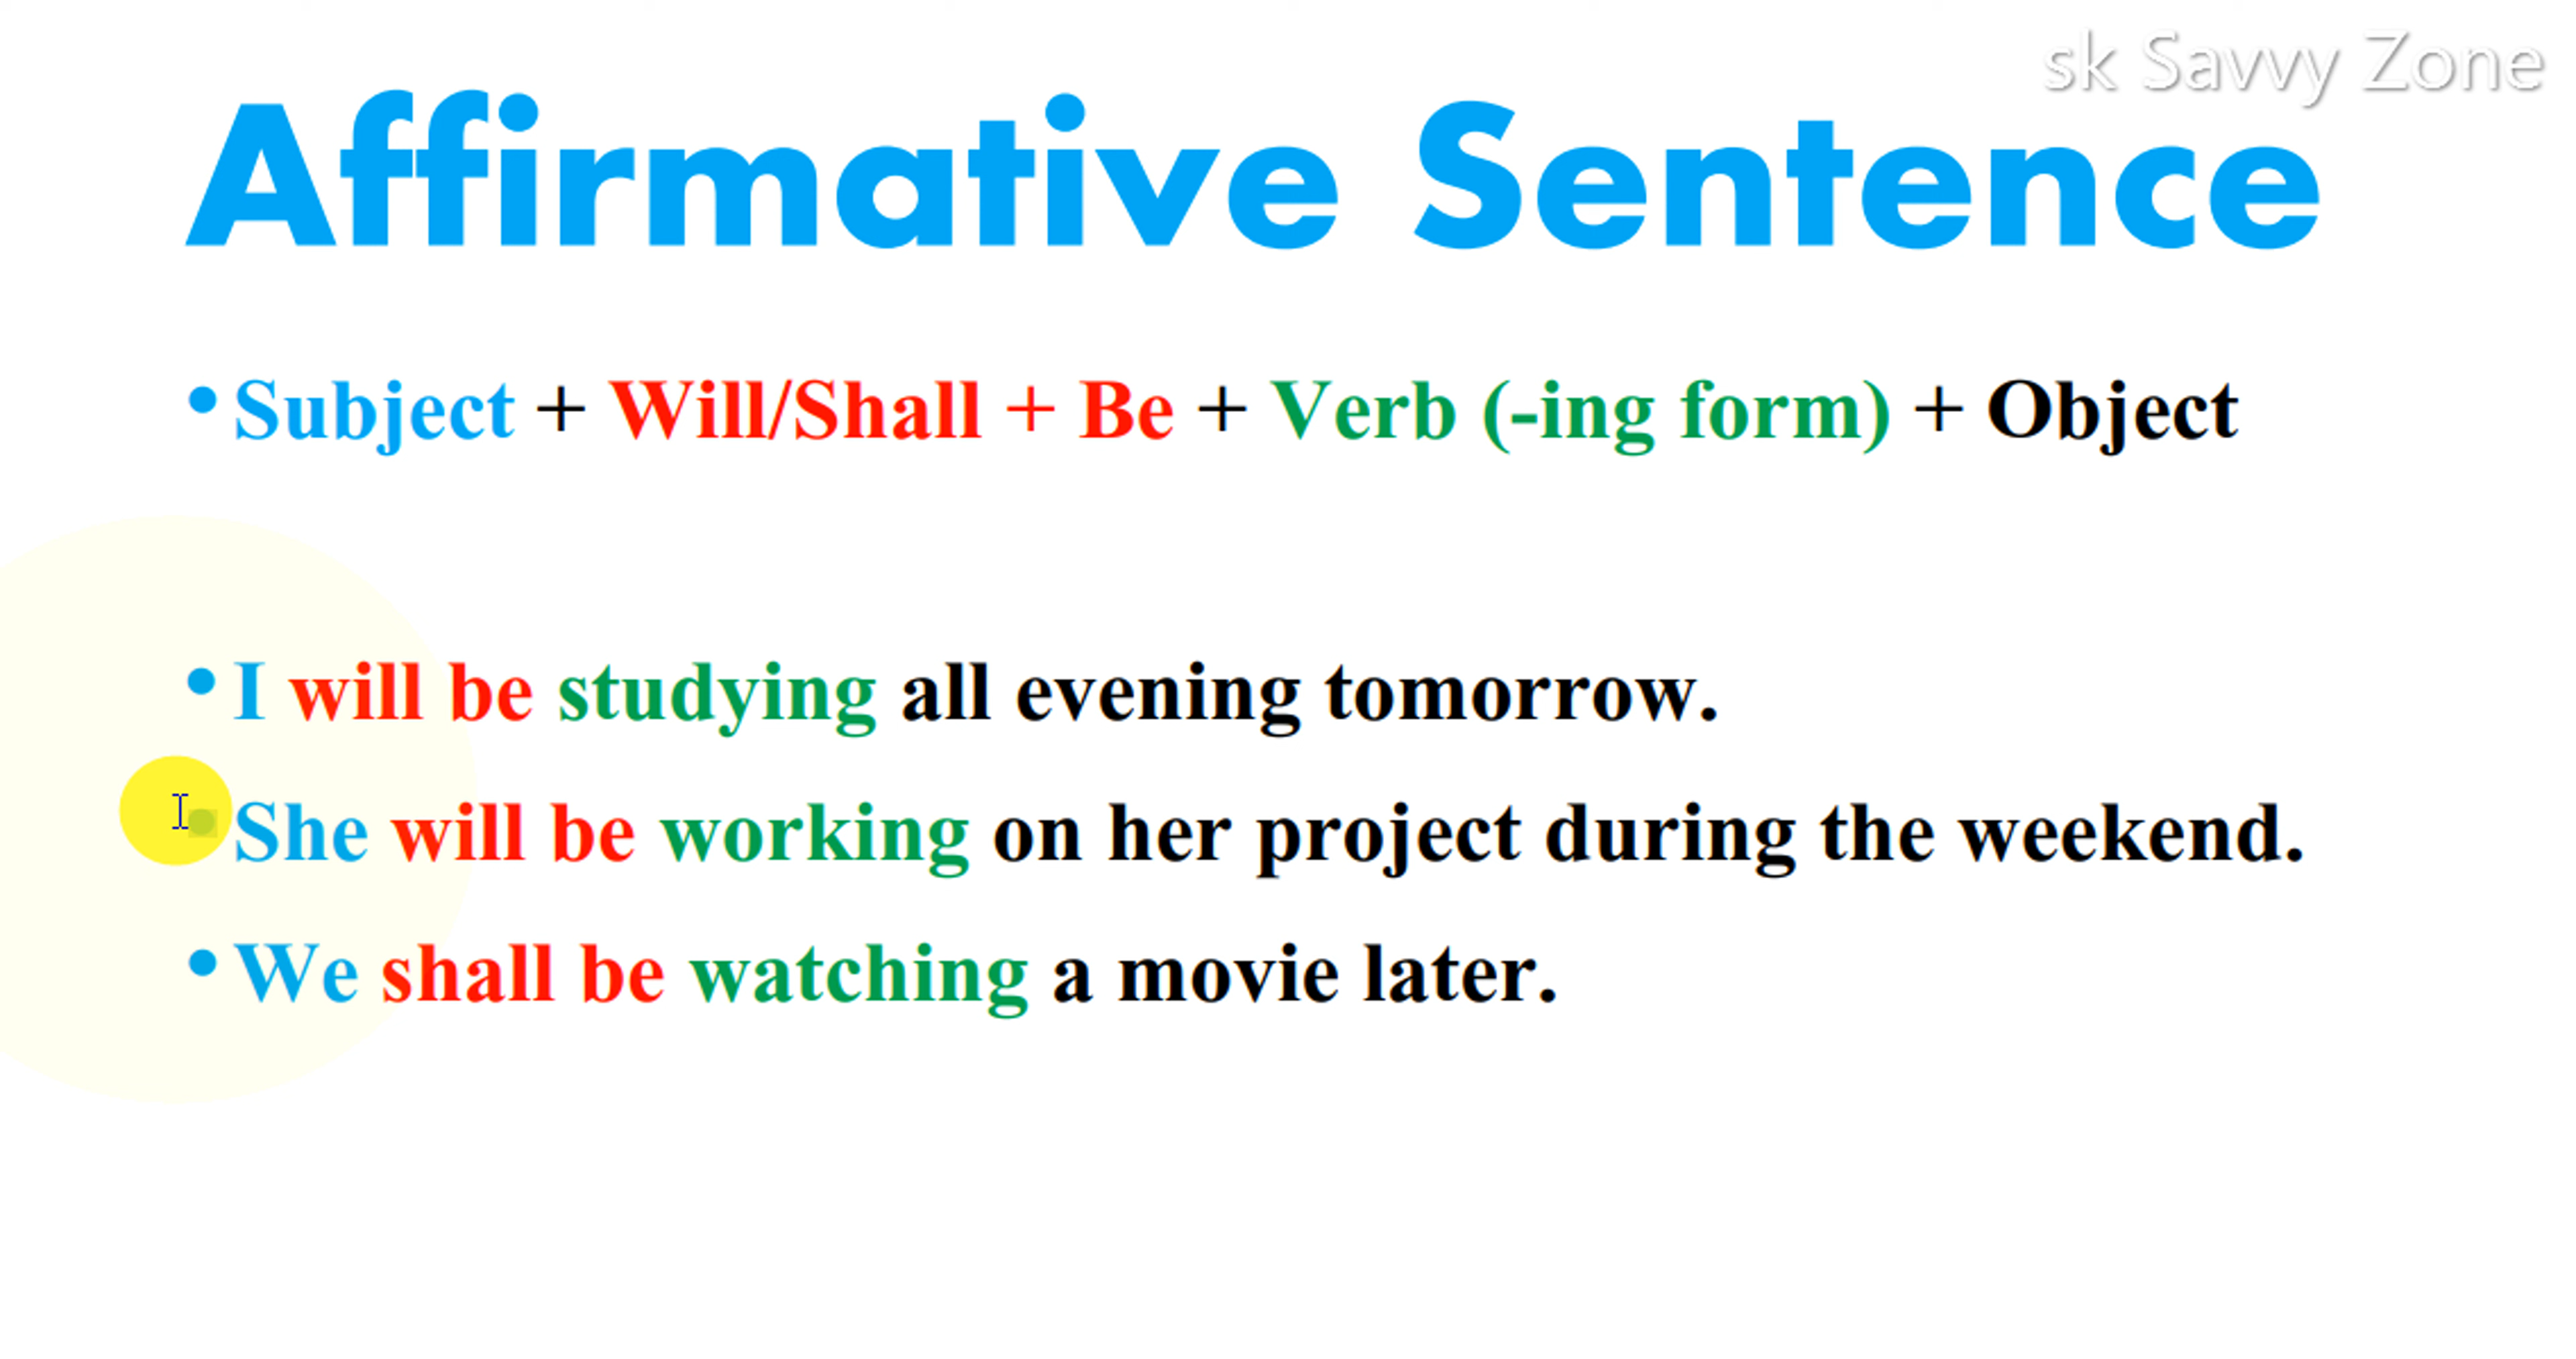 sk Savvy Zone
Affirmative Sentence
• Subject + Will/Shall + Be + Verb (-ing form) + Object
• I will be studying all evening tomorrow.
• She will be working on her project during the weekend.
• We shall be watching a movie later.